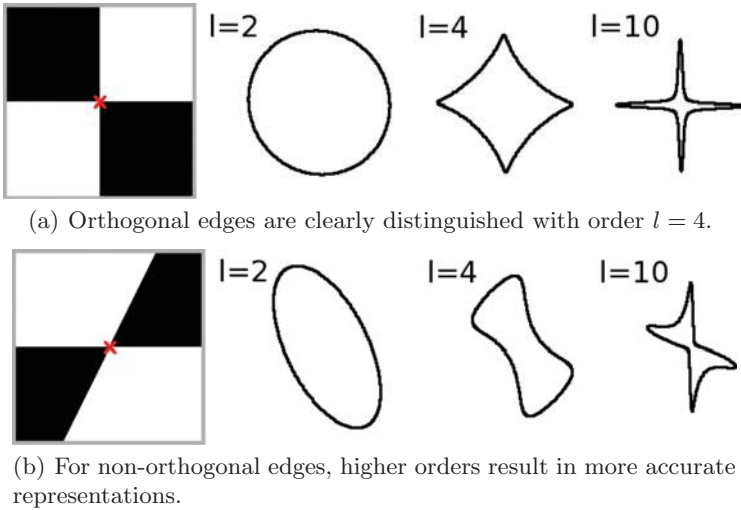 l=2 l=4 l=10
(a) Orthogonal edges are clearly distinguished with order l = 4.
l=2 l=4 l=10
(b) For non-orthogonal edges, higher orders result in more accurate
representations.